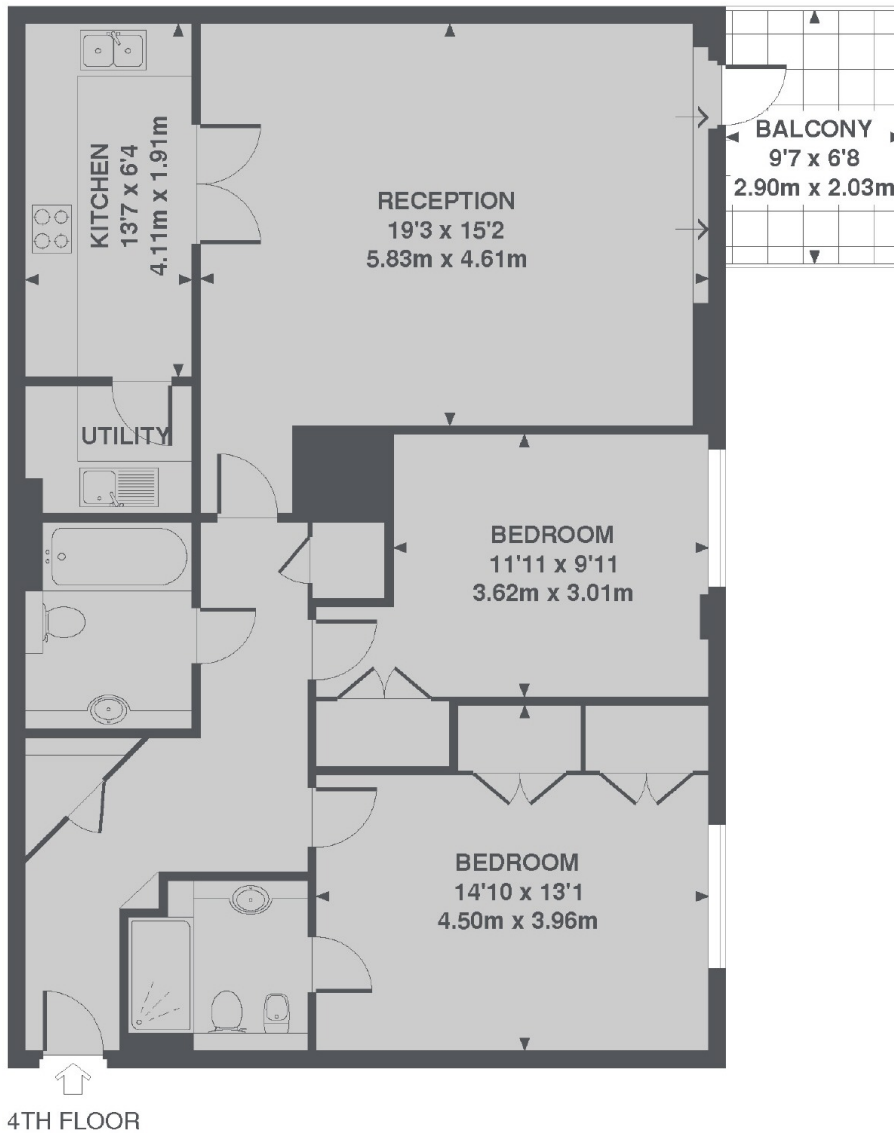 KITCHEN
13'7 x 6'4
4.11m x 1.91m
RECEPTION
19'3 x 15'2
5.83m x 4.61m
BALCONY
9'7 x 6'8
2.90m x 2.03m
UTILITY
BEDROOM
11'11 x 9'11
3.62m x 3.01m
BEDROOM
14'10 x 13'1
4.50m x 3.96m
4TH FLOOR